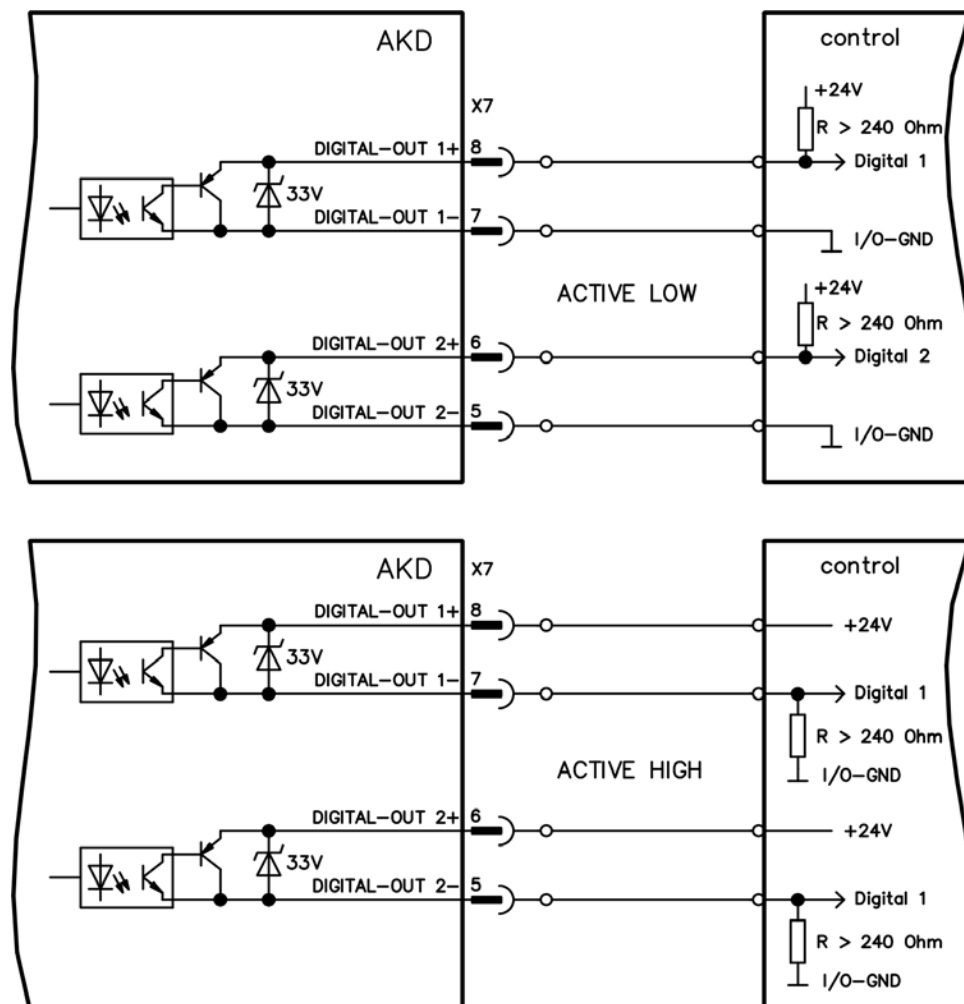 AKD
control
X7
+24V
R > 240 Ohm
DIGITAL-OUT 1+ 8
Digital 1
33V
DIGITAL-OUT 1- 7
I/O-GND
ACTIVE LOW
+24V
R > 240 Ohm
DIGITAL-OUT 2+ 6
Digital 2
33V
DIGITAL-OUT 2- 5
I/O-GND
AKD
X7
control
DIGITAL-OUT 1+ 8
+24V
33V
DIGITAL-OUT 1- 7
Digital 1
R > 240 Ohm
ACTIVE HIGH
I/O-GND
DIGITAL-OUT 2+ 6
+24V
33V
DIGITAL-OUT 2- 5
Digital 1
R > 240 Ohm
I/O-GND